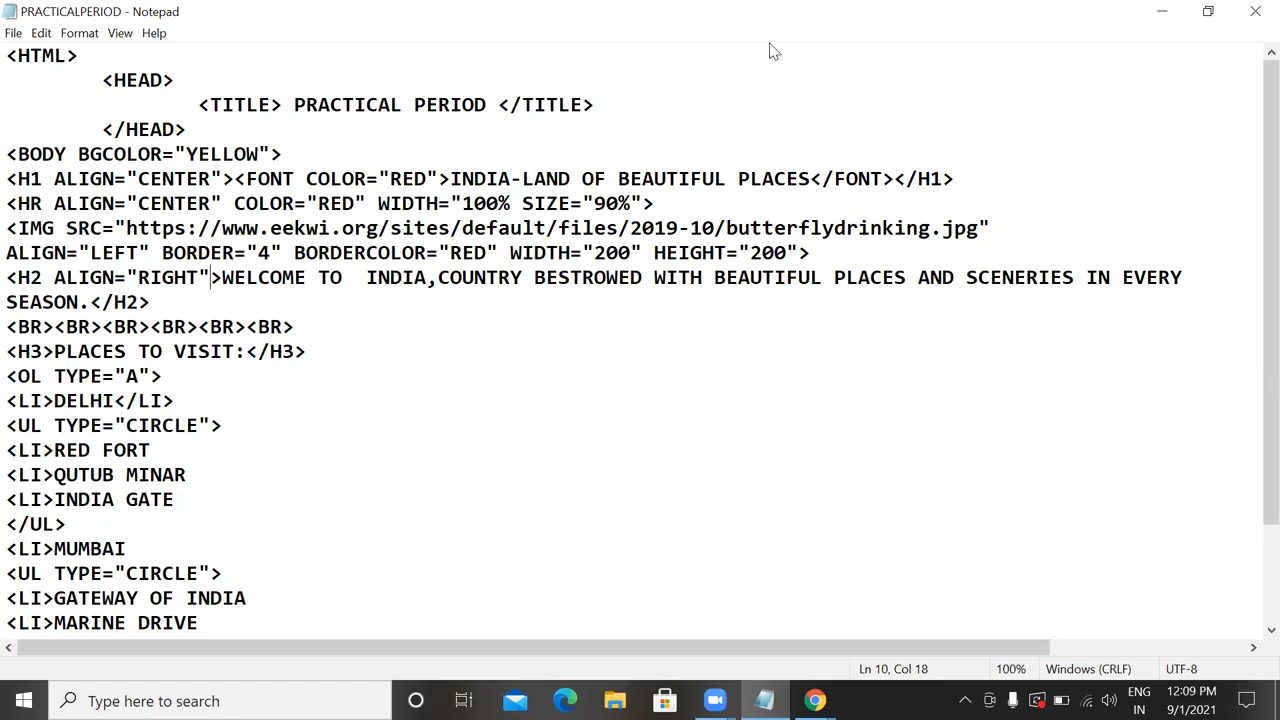 PRACTICALPERIOD - Notepad
File Edit Format View Help
<HTML>
<HEAD>
<TITLE> PRACTICAL PERIOD </TITLE>
</HEAD>
<BODY BGCOLOR="YELLOW">
<H1 ALIGN="CENTER"><FONT COLOR="RED">INDIA-LAND OF BEAUTIFUL PLACES</FONT></H1>
<HR ALIGN="CENTER" COLOR="RED" WIDTH="100% SIZE="90%">
<IMG SRC="https://www.eekwi.org/sites/default/files/2019-10/butterflydrinking.jpg"
ALIGN="LEFT" BORDER="4" BORDERCOLOR="RED" WIDTH="200" HEIGHT="200">
<H2 ALIGN="RIGHT">WELCOME TO  INDIA,COUNTRY BESTROWED WITH BEAUTIFUL PLACES AND SCENERIES IN EVERY
SEASON.</H2>
<BR><BR><BR><BR><BR><BR>
<H3>PLACES TO VISIT:</H3>
<OL TYPE="A">
<LI>DELHI</LI>
<UL TYPE="CIRCLE">
<LI>RED FORT
<LI>QUTUB MINAR
<LI>INDIA GATE
</UL>
<LI>MUMBAI
<UL TYPE="CIRCLE">
<LI>GATEWAY OF INDIA
<LI>MARINE DRIVE
Ln 10, Col 18 100% Windows (CRLF) UTF-8
Type here to search
ENG
IN
12:09 PM
9/1/2021